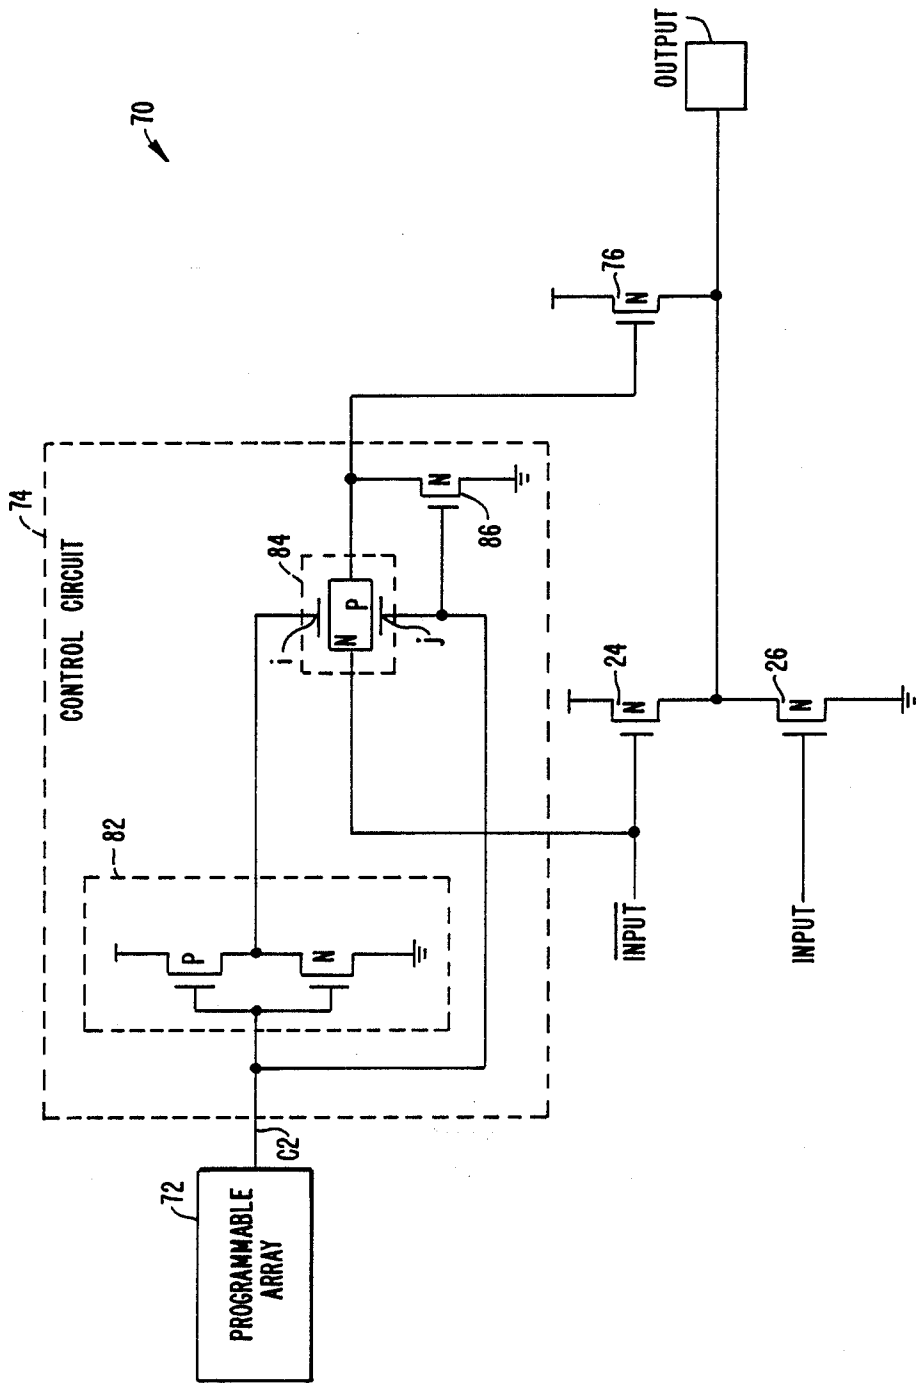 70
74
CONTROL CIRCUIT
82
84
i
N
P
j
P
N
N
86
72
PROGRAMMABLE
ARRAY
C2
76
N
OUTPUT
INPUT
24
N
26
N
INPUT